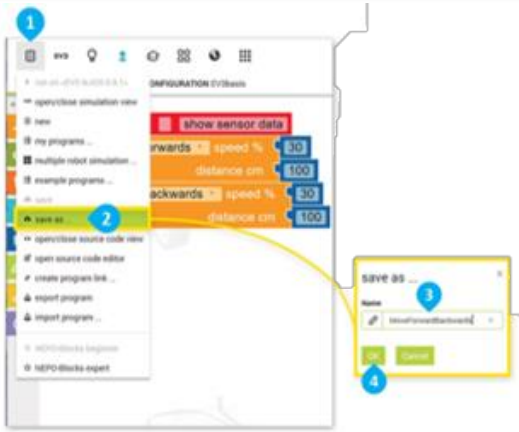 1
EV3
CONFIGURATION EV3basis
open/close simulation view
new
my programs ...
multiple robot simulation ...
example programs ...
save
save as ...
2
open/close source code view
open source code editor
create program link ...
export program
import program ...
NEPO-Blocks beginner
NEPO-Blocks expert
show sensor data
rwards speed % 30
distance cm 100
ackwards speed % 30
distance cm 100
save as ...
Name
3
MoveForwardBackwards
OK
Cancel
4